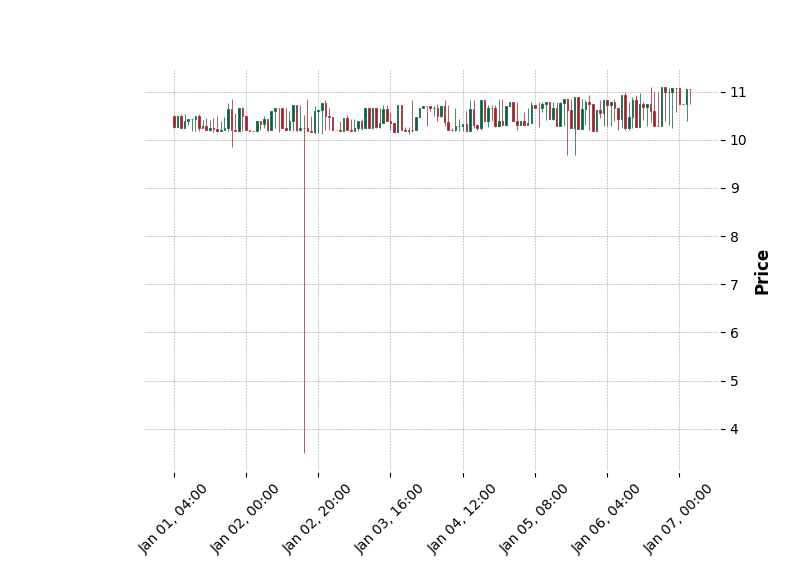 11
10
9
8
7
6
5
4
Price
Jan 01, 04:00
Jan 02, 00:00
Jan 02, 20:00
Jan 03, 16:00
Jan 04, 12:00
Jan 05, 08:00
Jan 06, 04:00
Jan 07, 00:00